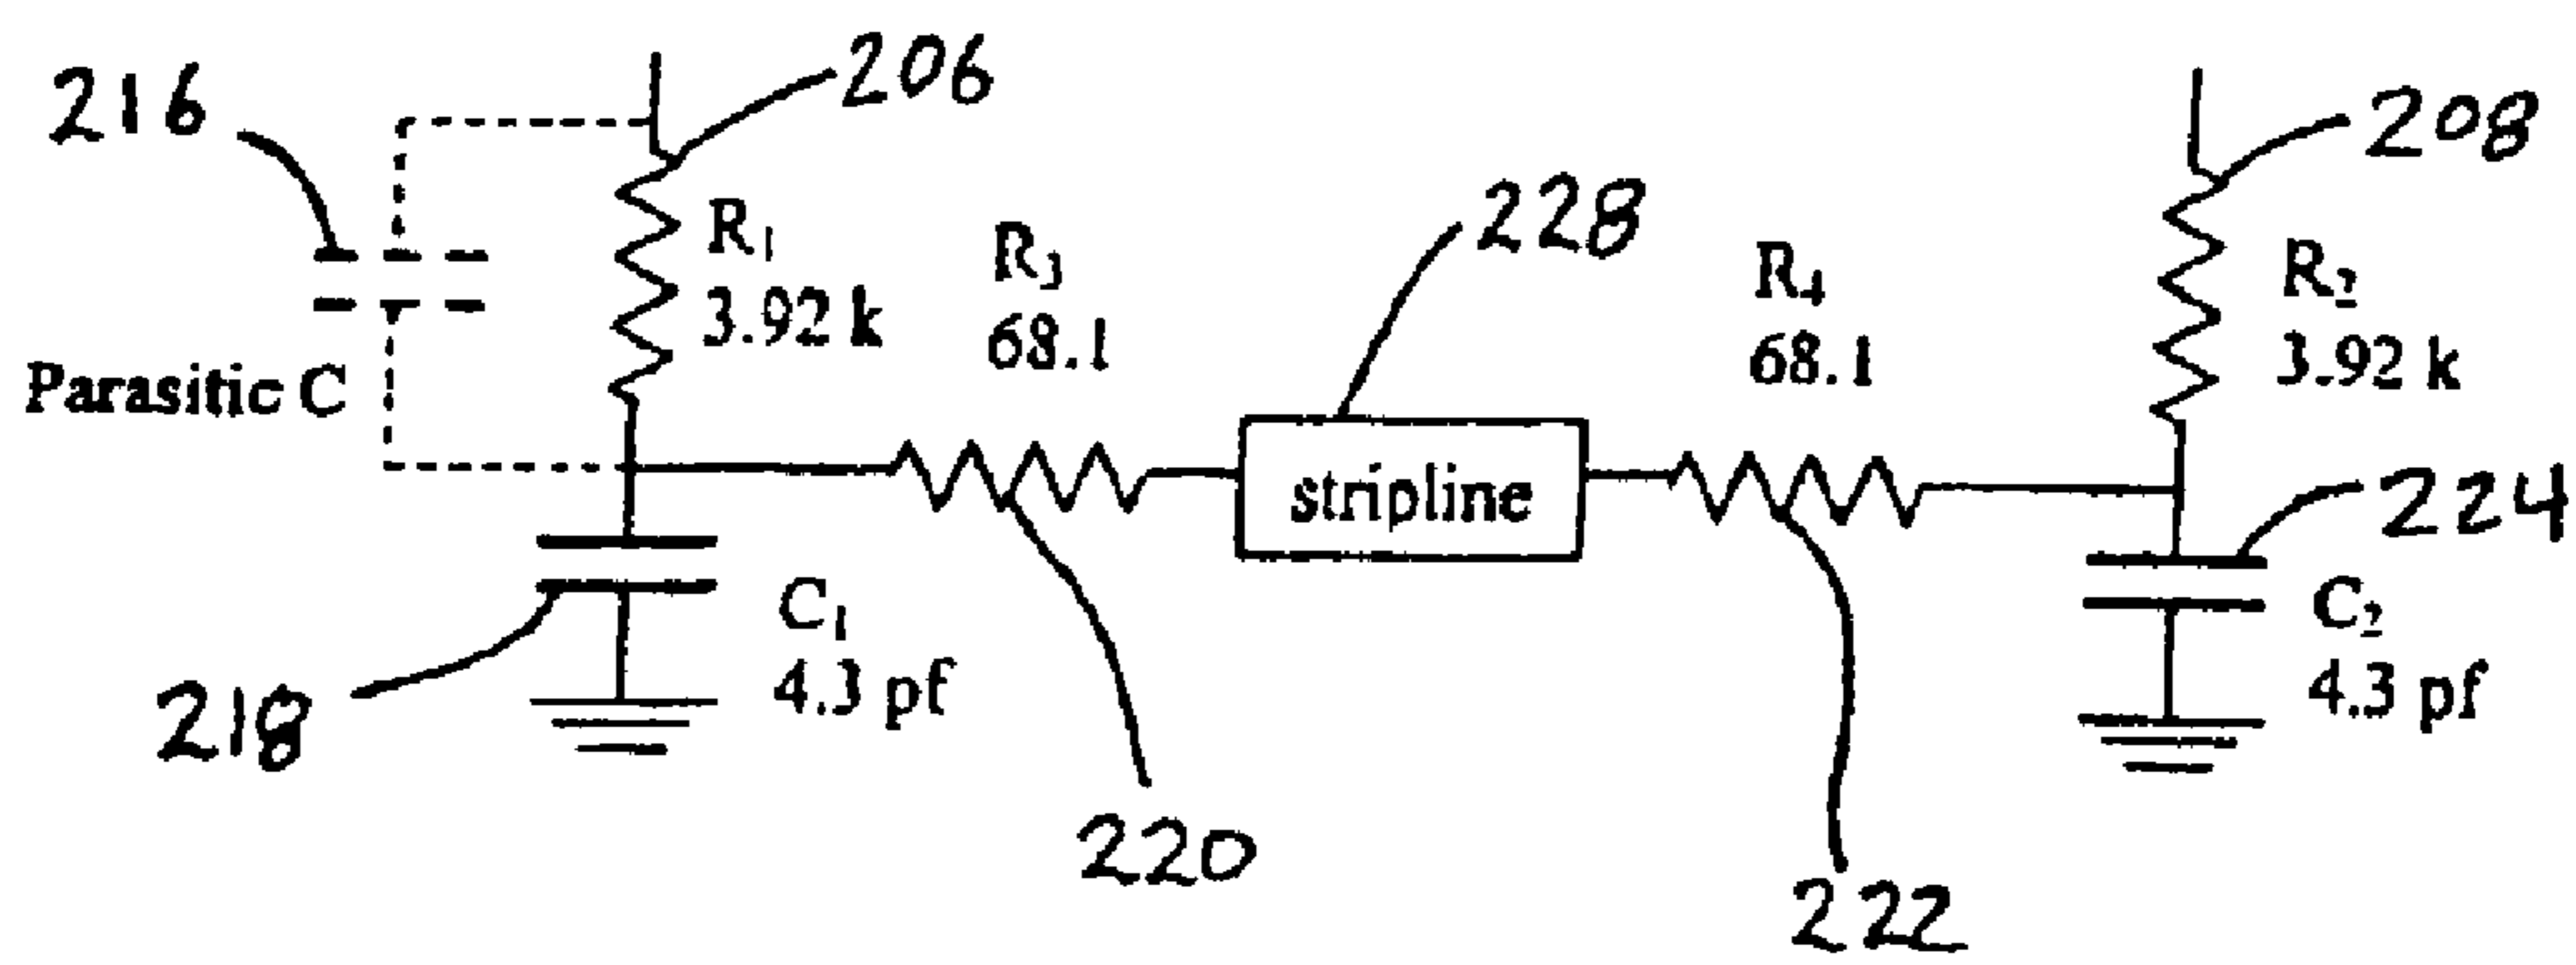 216
206
208
228
R₁
3.92 k
R₃
68.1
R₄
68.1
R₂
3.92 k
Parasitic C
stripline
224
C₁
4.3 pf
C₂
4.3 pf
218
220
222